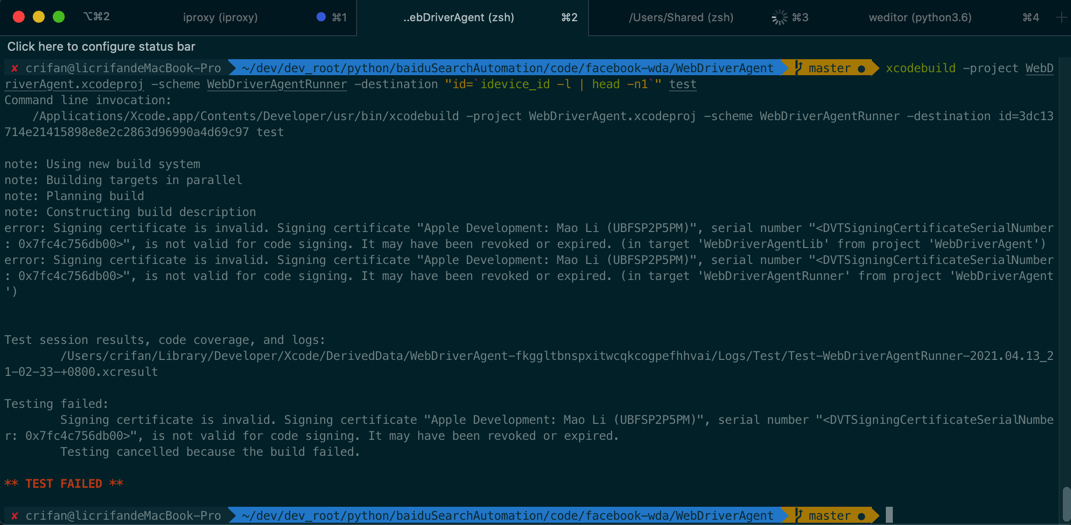 ⌥⌘2 iproxy (iproxy) ⌘1 ..ebDriverAgent (zsh) ⌘2 /Users/Shared (zsh) ⌘3 weditor (python3.6) ⌘4 +
Click here to configure status bar
✘ crifan@licrifandeMacBook-Pro ~/dev/dev_root/python/baiduSearchAutomation/code/facebook-wda/WebDriverAgent master ● xcodebuild -project WebD
riverAgent.xcodeproj -scheme WebDriverAgentRunner -destination "id=`idevice_id -l | head -n1`" test
Command line invocation:
    /Applications/Xcode.app/Contents/Developer/usr/bin/xcodebuild -project WebDriverAgent.xcodeproj -scheme WebDriverAgentRunner -destination id=3dc13
714e21415898e8e2c2863d96990a4d69c97 test
note: Using new build system
note: Building targets in parallel
note: Planning build
note: Constructing build description
error: Signing certificate is invalid. Signing certificate "Apple Development: Mao Li (UBFSP2P5PM)", serial number "<DVTSigningCertificateSerialNumber
: 0x7fc4c756db00>", is not valid for code signing. It may have been revoked or expired. (in target 'WebDriverAgentLib' from project 'WebDriverAgent')
error: Signing certificate is invalid. Signing certificate "Apple Development: Mao Li (UBFSP2P5PM)", serial number "<DVTSigningCertificateSerialNumber
: 0x7fc4c756db00>", is not valid for code signing. It may have been revoked or expired. (in target 'WebDriverAgentRunner' from project 'WebDriverAgent
')
Test session results, code coverage, and logs:
        /Users/crifan/Library/Developer/Xcode/DerivedData/WebDriverAgent-fkggltbnspxitwcqkcogpefhhvai/Logs/Test/Test-WebDriverAgentRunner-2021.04.13_2
1-02-33-+0800.xcresult
Testing failed:
        Signing certificate is invalid. Signing certificate "Apple Development: Mao Li (UBFSP2P5PM)", serial number "<DVTSigningCertificateSerialNumbe
r: 0x7fc4c756db00>", is not valid for code signing. It may have been revoked or expired.
        Testing cancelled because the build failed.
** TEST FAILED **
✘ crifan@licrifandeMacBook-Pro ~/dev/dev_root/python/baiduSearchAutomation/code/facebook-wda/WebDriverAgent master ●